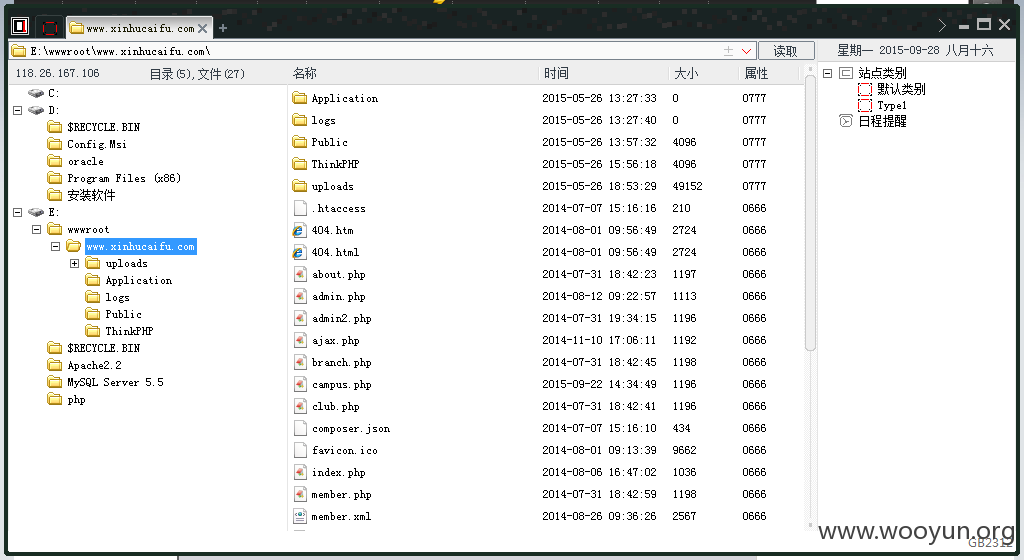 www.xinhucaifu.com
E:\wwwroot\www.xinhucaifu.com\
读取
星期一 2015-09-28 八月十六
118.26.167.106 目录(5),文件(27)
名称 时间 大小 属性
C:
D:
$RECYCLE.BIN
Config.Msi
oracle
Program Files (x86)
安装软件
E:
wwwroot
www.xinhucaifu.com
uploads
Application
logs
Public
ThinkPHP
$RECYCLE.BIN
Apache2.2
MySQL Server 5.5
php
Application 2015-05-26 13:27:33 0 0777
logs 2015-05-26 13:27:40 0 0777
Public 2015-05-26 13:57:32 4096 0777
ThinkPHP 2015-05-26 15:56:18 4096 0777
uploads 2015-05-26 18:53:29 49152 0777
.htaccess 2014-07-07 15:16:16 210 0666
404.htm 2014-08-01 09:56:49 2724 0666
404.html 2014-08-01 09:56:49 2724 0666
about.php 2014-07-31 18:42:23 1197 0666
admin.php 2014-08-12 09:22:57 1113 0666
admin2.php 2014-07-31 19:34:15 1196 0666
ajax.php 2014-11-10 17:06:11 1192 0666
branch.php 2014-07-31 18:42:45 1198 0666
campus.php 2015-09-22 14:34:49 1196 0666
club.php 2014-07-31 18:42:41 1196 0666
composer.json 2014-07-07 15:16:10 434 0666
favicon.ico 2014-08-01 09:13:39 9662 0666
index.php 2014-08-06 16:47:02 1036 0666
member.php 2014-07-31 18:42:59 1198 0666
member.xml 2014-08-26 09:36:26 2567 0666
站点类别
默认类别
Type1
日程提醒
www.wooyun.org
GB2312